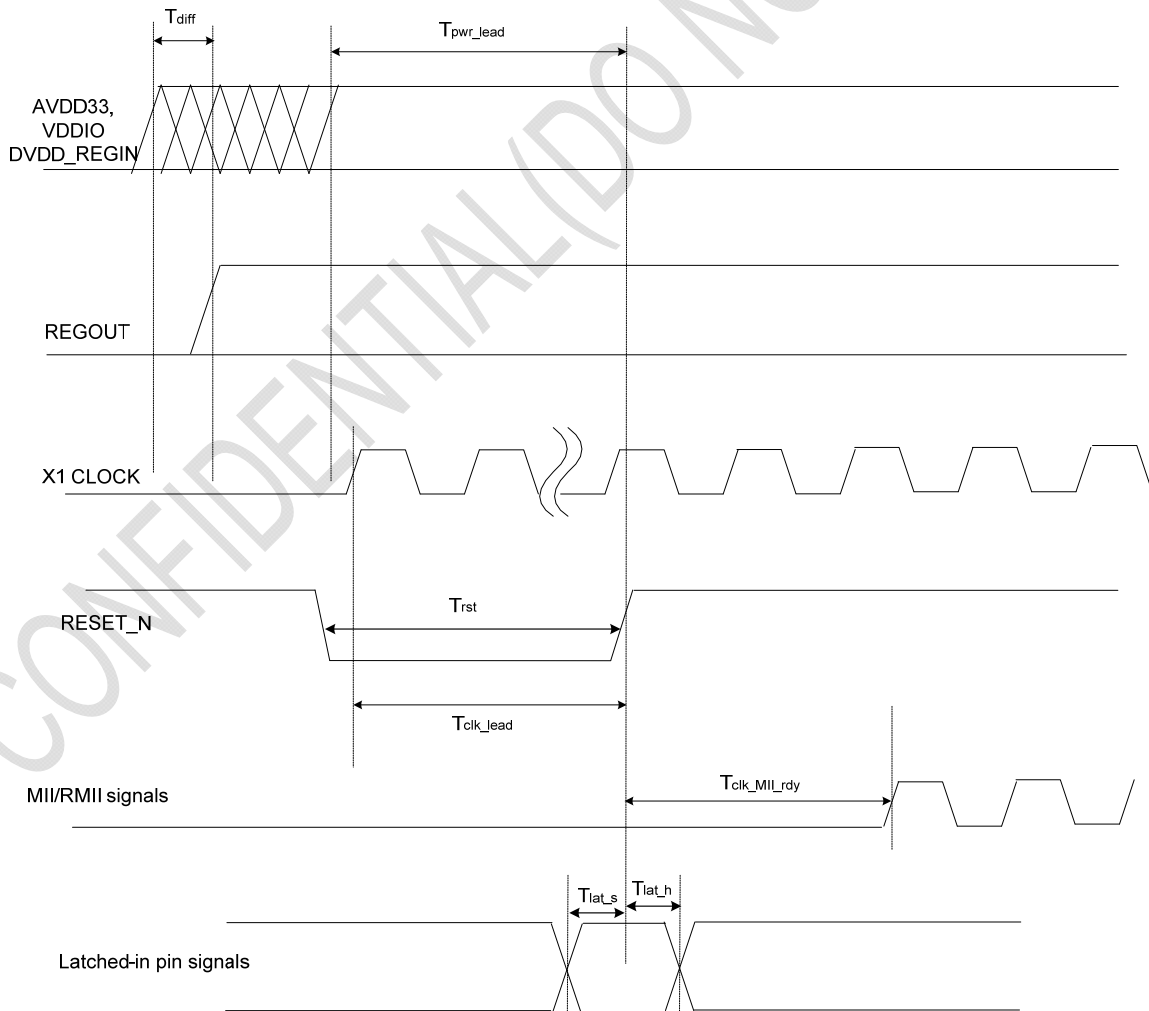 Tdiff
Tpwr_lead
AVDD33,
VDDIO
DVDD_REGIN
REGOUT
X1 CLOCK
RESET_N
Trst
Tclk_lead
MII/RMII signals
Tclk_MII_rdy
Tlat_s
Tlat_h
Latched-in pin signals
CONFIDENTIAL(DO